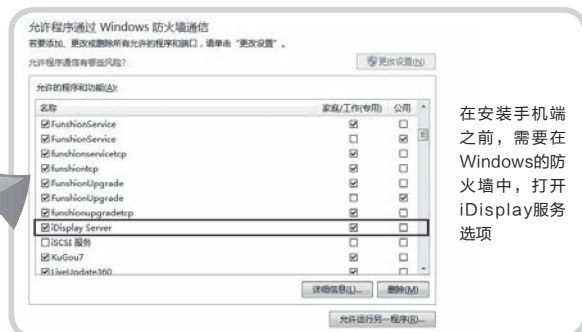 允许程序通过 Windows 防火墙通信
若要添加、更改或删除所有允许的程序和端口，请单击“更改设置”。
允许程序通信有哪些风险?
更改设置(N)
允许的程序和功能(A):
名称 家庭/工作(专用) 公用
FunshionService
FunshionService
funshionservicetcp
funshiontcp
FunshionUpgrade
FunshionUpgrade
funshionupgradetcp
iDisplay Server
iSCSI 服务
KuGou7
LiveUpdate360
详细信息(L)... 删除(M)
允许运行另一程序(R)...
在安装手机端
之前，需要在
Windows的防
火墙中，打开
iDisplay服务
选项